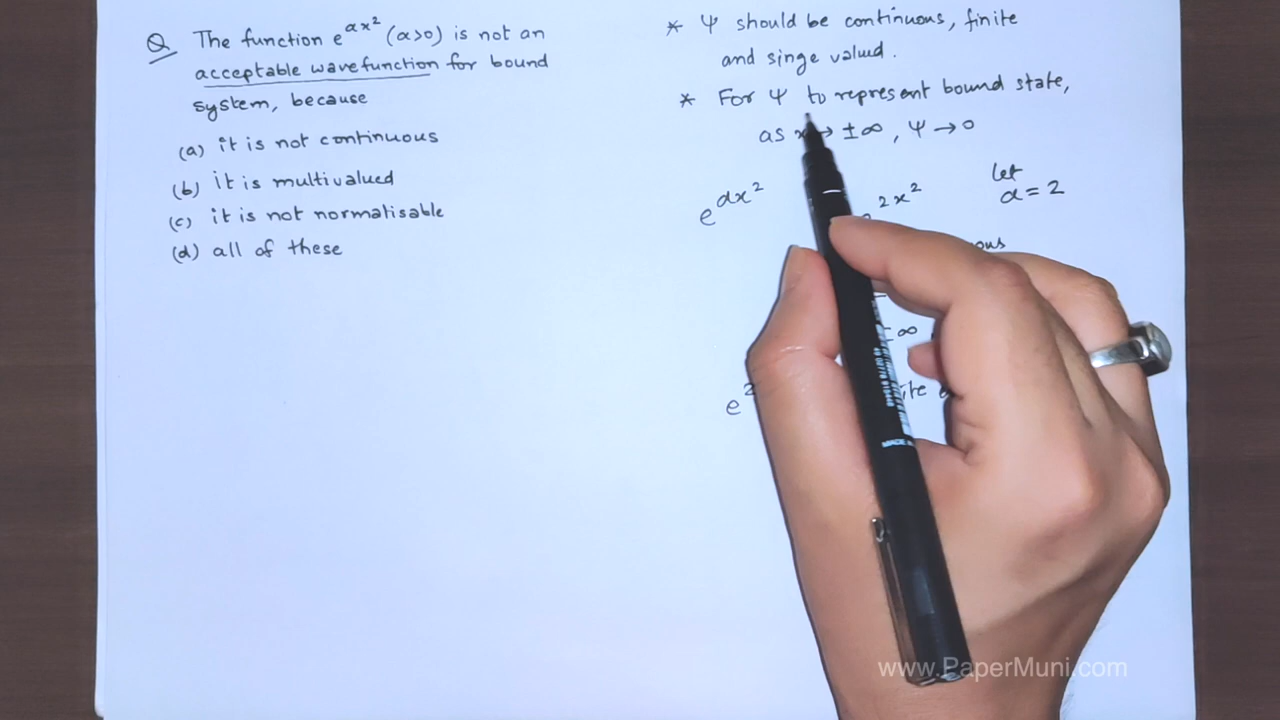 Q The function e^αx² (α>0) is not an
acceptable wavefunction for bound
system, because
(a) it is not continuous
(b) it is multivalued
(c) it is not normalisable
(d) all of these
* Ψ should be continuous, finite
and singe valued.
* For Ψ to represent bound state,
as x → ±∞, Ψ → 0
e^αx² 2x² let
α = 2
∞
e²
www.PaperMuni.com